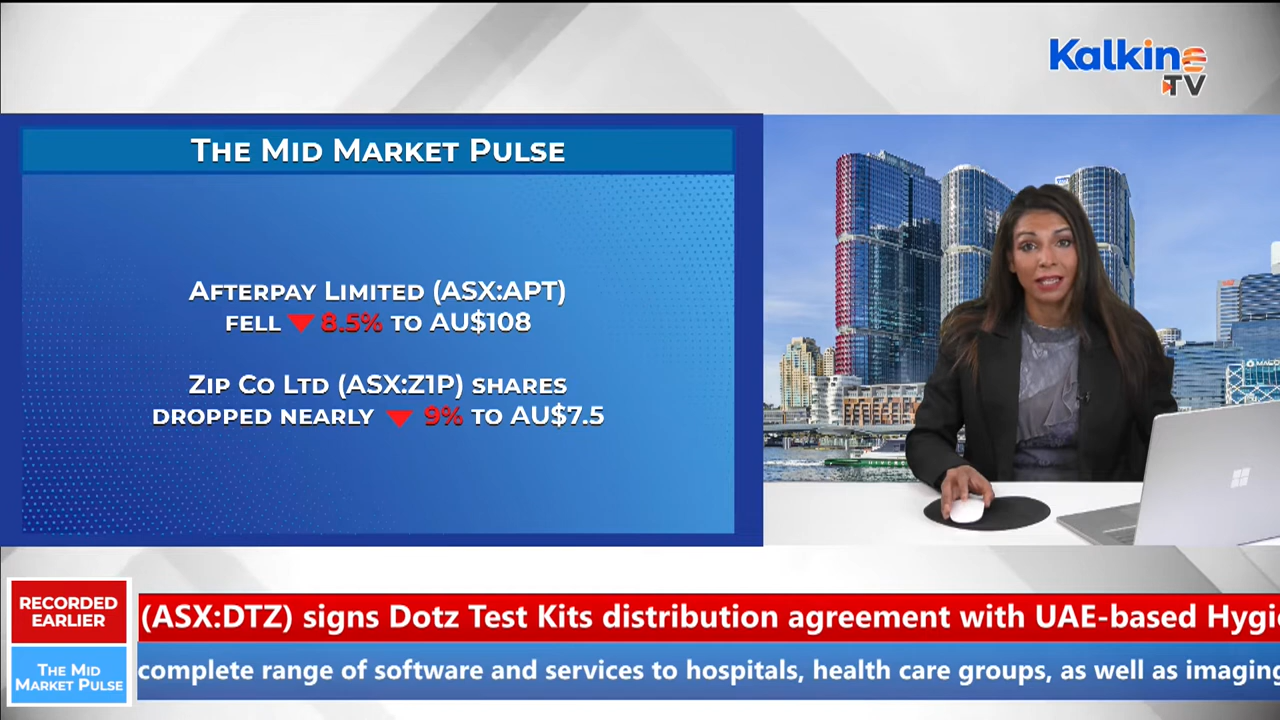 Kalkine
TV
THE MID MARKET PULSE
AFTERPAY LIMITED (ASX:APT)
FELL 8.5% TO AU$108
ZIP CO LTD (ASX:Z1P) SHARES
DROPPED NEARLY 9% TO AU$7.5
RECORDED
EARLIER
(ASX:DTZ) signs Dotz Test Kits distribution agreement with UAE-based Hygi
THE MID
MARKET PULSE
complete range of software and services to hospitals, health care groups, as well as imaging